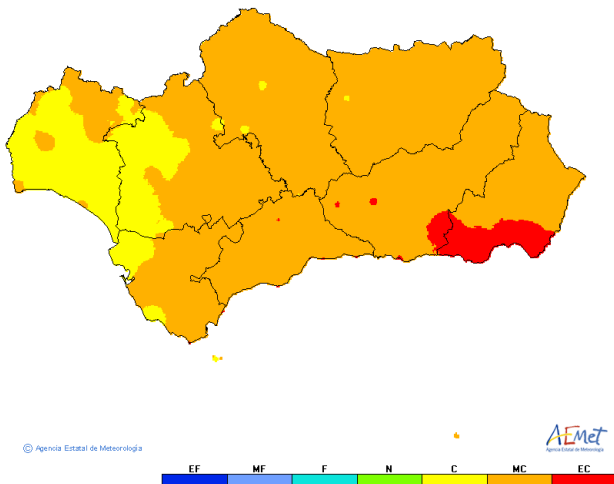 © Agencia Estatal de Meteorología
AEMet
Agencia Estatal de Meteorología
EF MF F N C MC EC